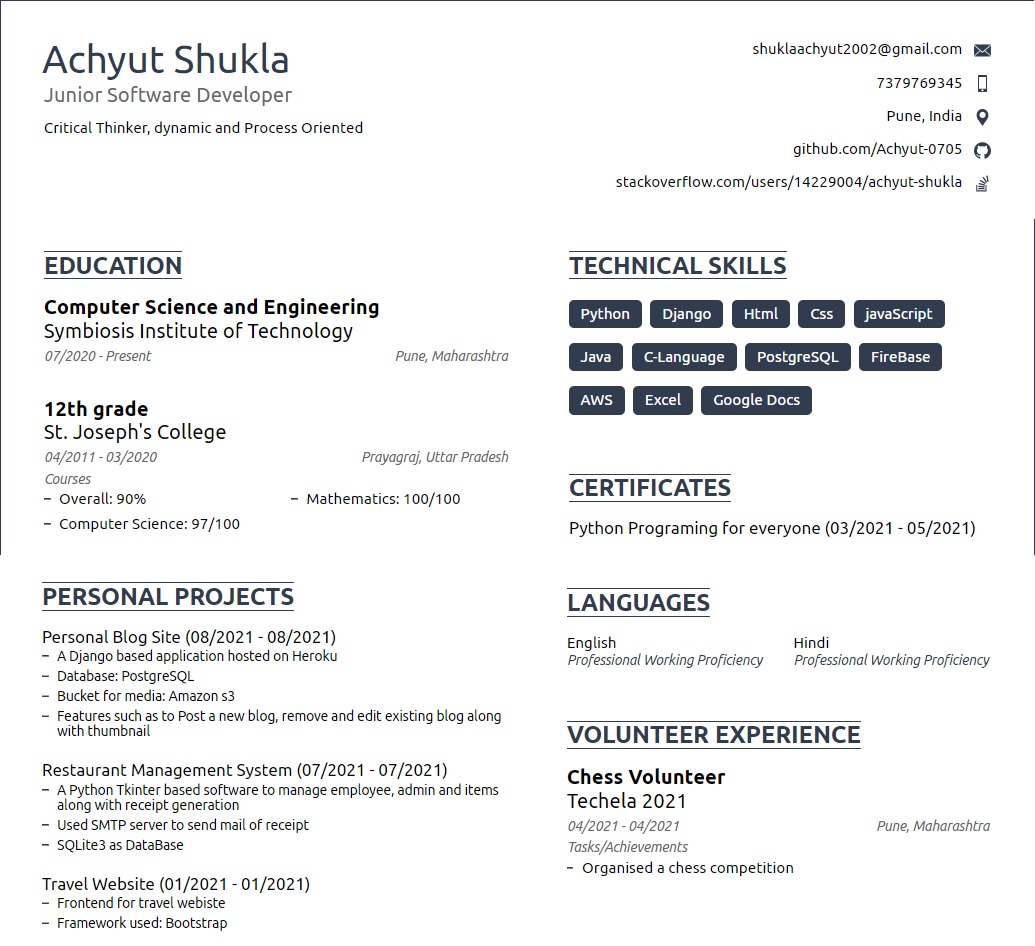 Achyut Shukla
Junior Software Developer
Critical Thinker, dynamic and Process Oriented
shuklaachyut2002@gmail.com
7379769345
Pune, India
github.com/Achyut-0705
stackoverflow.com/users/14229004/achyut-shukla
EDUCATION
Computer Science and Engineering
Symbiosis Institute of Technology
07/2020 - Present Pune, Maharashtra
12th grade
St. Joseph's College
04/2011 - 03/2020 Prayagraj, Uttar Pradesh
Courses
– Overall: 90% – Mathematics: 100/100
– Computer Science: 97/100
PERSONAL PROJECTS
Personal Blog Site (08/2021 - 08/2021)
– A Django based application hosted on Heroku
– Database: PostgreSQL
– Bucket for media: Amazon s3
– Features such as to Post a new blog, remove and edit existing blog along
with thumbnail
Restaurant Management System (07/2021 - 07/2021)
– A Python Tkinter based software to manage employee, admin and items
along with receipt generation
– Used SMTP server to send mail of receipt
– SQLite3 as DataBase
Travel Website (01/2021 - 01/2021)
– Frontend for travel webiste
– Framework used: Bootstrap
TECHNICAL SKILLS
Python Django Html Css javaScript
Java C-Language PostgreSQL FireBase
AWS Excel Google Docs
CERTIFICATES
Python Programing for everyone (03/2021 - 05/2021)
LANGUAGES
English Hindi
Professional Working Proficiency Professional Working Proficiency
VOLUNTEER EXPERIENCE
Chess Volunteer
Techela 2021
04/2021 - 04/2021 Pune, Maharashtra
Tasks/Achievements
– Organised a chess competition